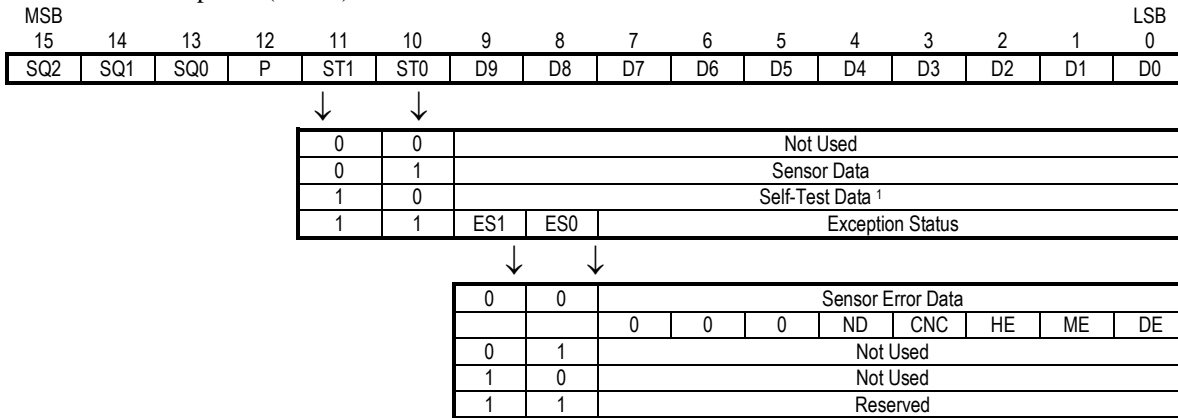 MSB LSB
15 14 13 12 11 10 9 8 7 6 5 4 3 2 1 0
SQ2 SQ1 SQ0 P ST1 ST0 D9 D8 D7 D6 D5 D4 D3 D2 D1 D0
↓ ↓
0 0 Not Used
0 1 Sensor Data
1 0 Self-Test Data 1
1 1 ES1 ES0 Exception Status
↓ ↓
0 0 Sensor Error Data
0 0 0 ND CNC HE ME DE
0 1 Not Used
1 0 Not Used
1 1 Reserved